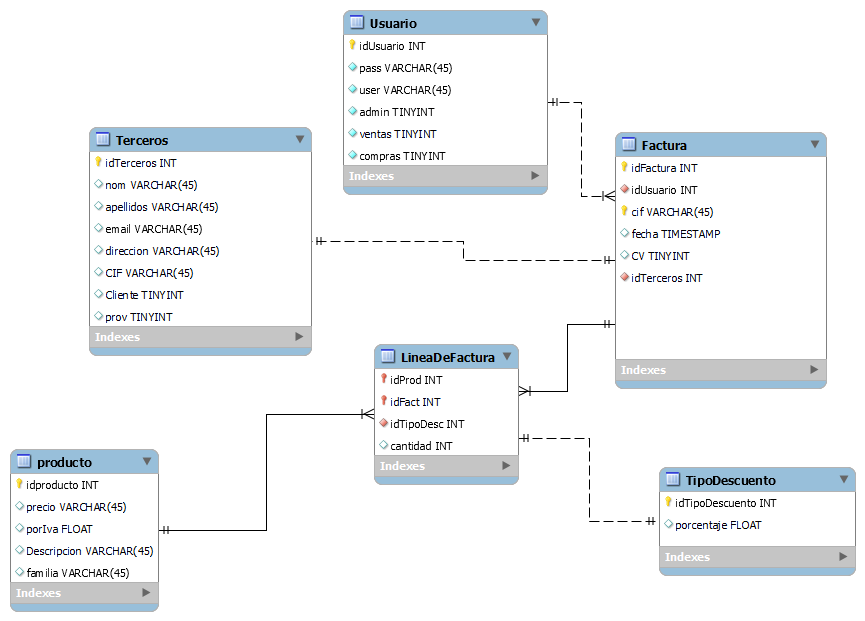 Usuario
idUsuario INT
pass VARCHAR(45)
user VARCHAR(45)
admin TINYINT
ventas TINYINT
compras TINYINT
Indexes
Terceros
idTerceros INT
nom VARCHAR(45)
apellidos VARCHAR(45)
email VARCHAR(45)
direccion VARCHAR(45)
CIF VARCHAR(45)
Cliente TINYINT
prov TINYINT
Indexes
Factura
idFactura INT
idUsuario INT
cif VARCHAR(45)
fecha TIMESTAMP
CV TINYINT
idTerceros INT
Indexes
LineaDeFactura
idProd INT
idFact INT
idTipoDesc INT
cantidad INT
Indexes
producto
idproducto INT
precio VARCHAR(45)
porIva FLOAT
Descripcion VARCHAR(45)
familia VARCHAR(45)
Indexes
TipoDescuento
idTipoDescuento INT
porcentaje FLOAT
Indexes